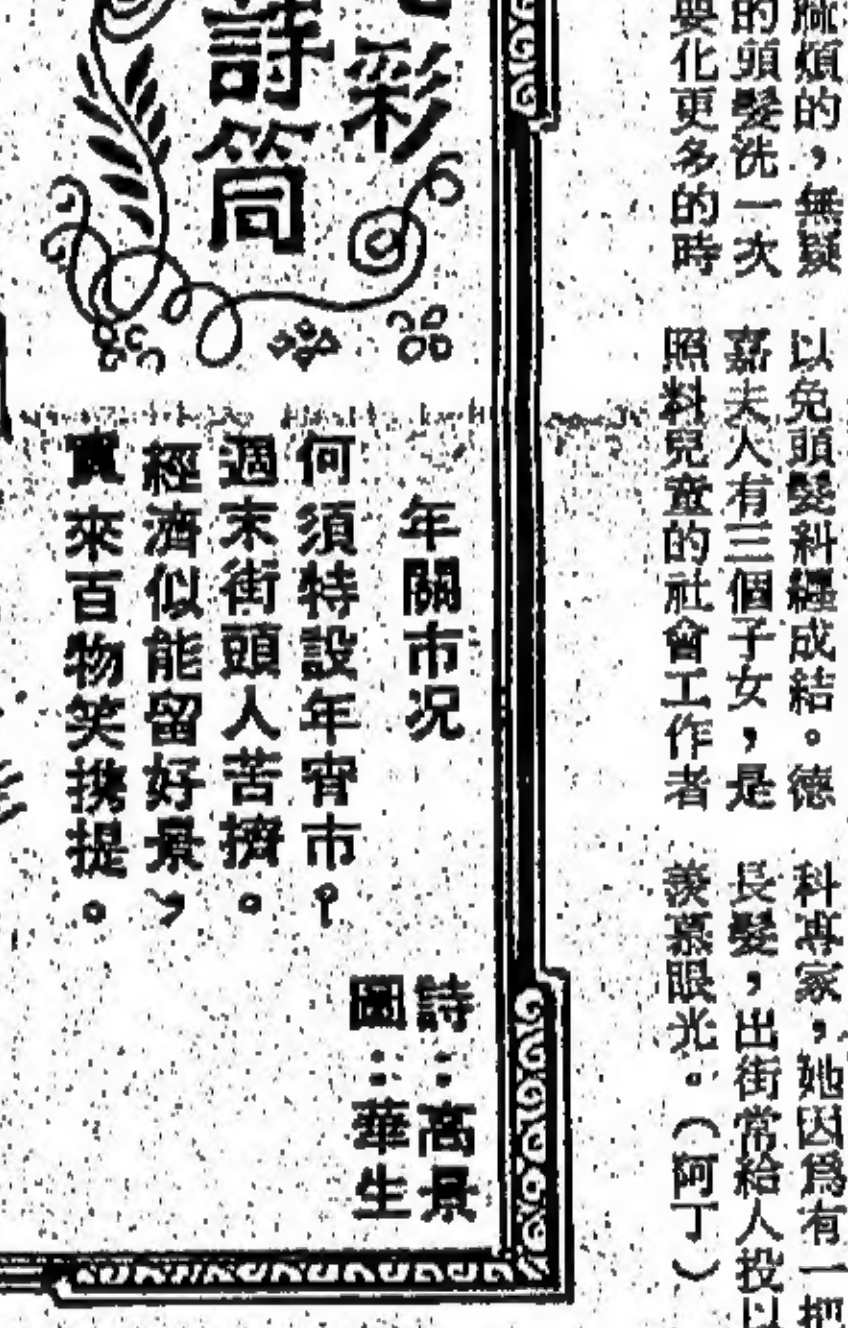 煩的，無疑
的頭髮洗一次
要化更多的時
以免頭髮糾纏成結。德
嘉夫人有三個子女，是
照料兒童的社會工作者
科專家，她因爲有一把
長髮，出街常給人投以
羨慕眼光。（阿丁）
彩
詩筒
年關市况
何須特設年宵市？
週末街頭人苦擠。
經濟似能留好景，
買來百物笑携提。
詩：高景
圖：華生